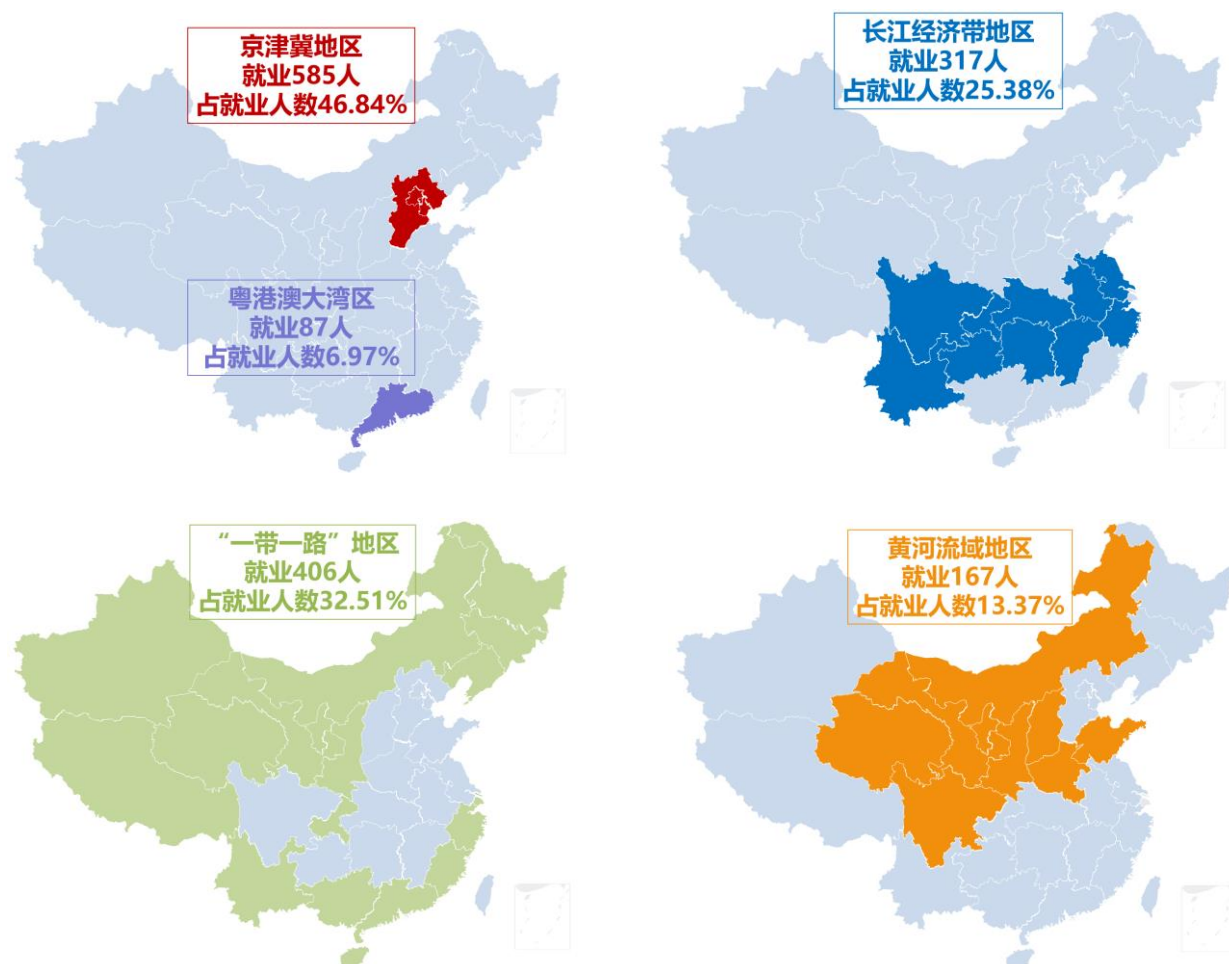 京津冀地区
就业585人
占就业人数46.84%
长江经济带地区
就业317人
占就业人数25.38%
粤港澳大湾区
就业87人
占就业人数6.97%
“一带一路”地区
就业406人
占就业人数32.51%
黄河流域地区
就业167人
占就业人数13.37%